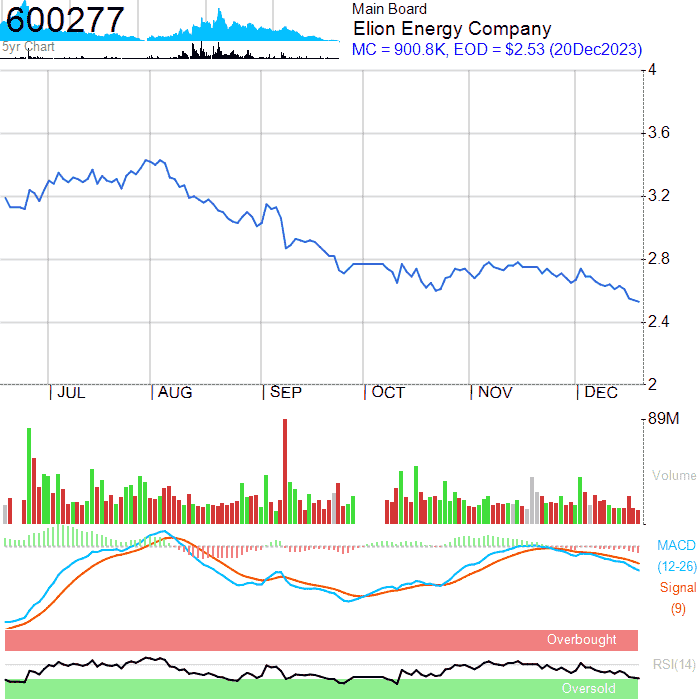 600277
5yr Chart
Main Board
Elion Energy Company
MC = 900.8K, EOD = $2.53 (20Dec2023)
4
3.6
3.2
2.8
2.4
2
JUL
AUG
SEP
OCT
NOV
DEC
89M
Volume
MACD
(12-26)
Signal
(9)
Overbought
RSI(14)
Oversold